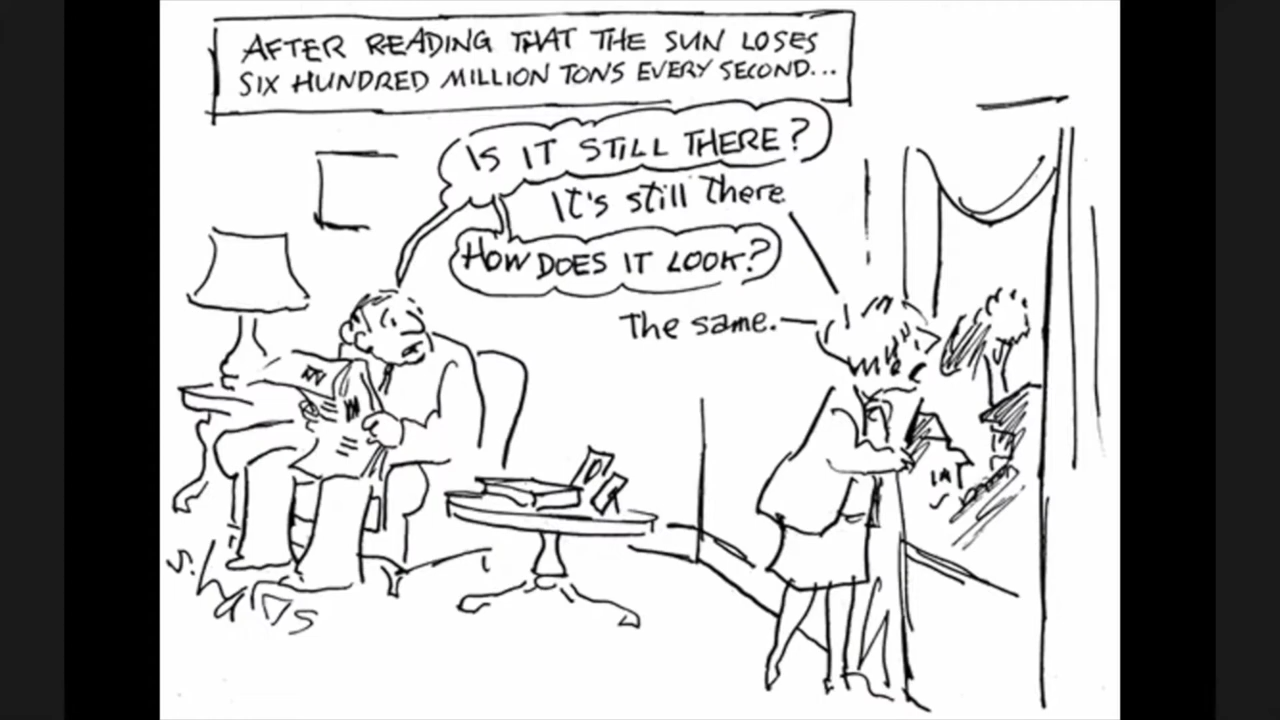 AFTER READING THAT THE SUN LOSES
SIX HUNDRED MILLION TONS EVERY SECOND...
IS IT STILL THERE?
It's still there
HOW DOES IT LOOK?
The same.
S. HARRIS